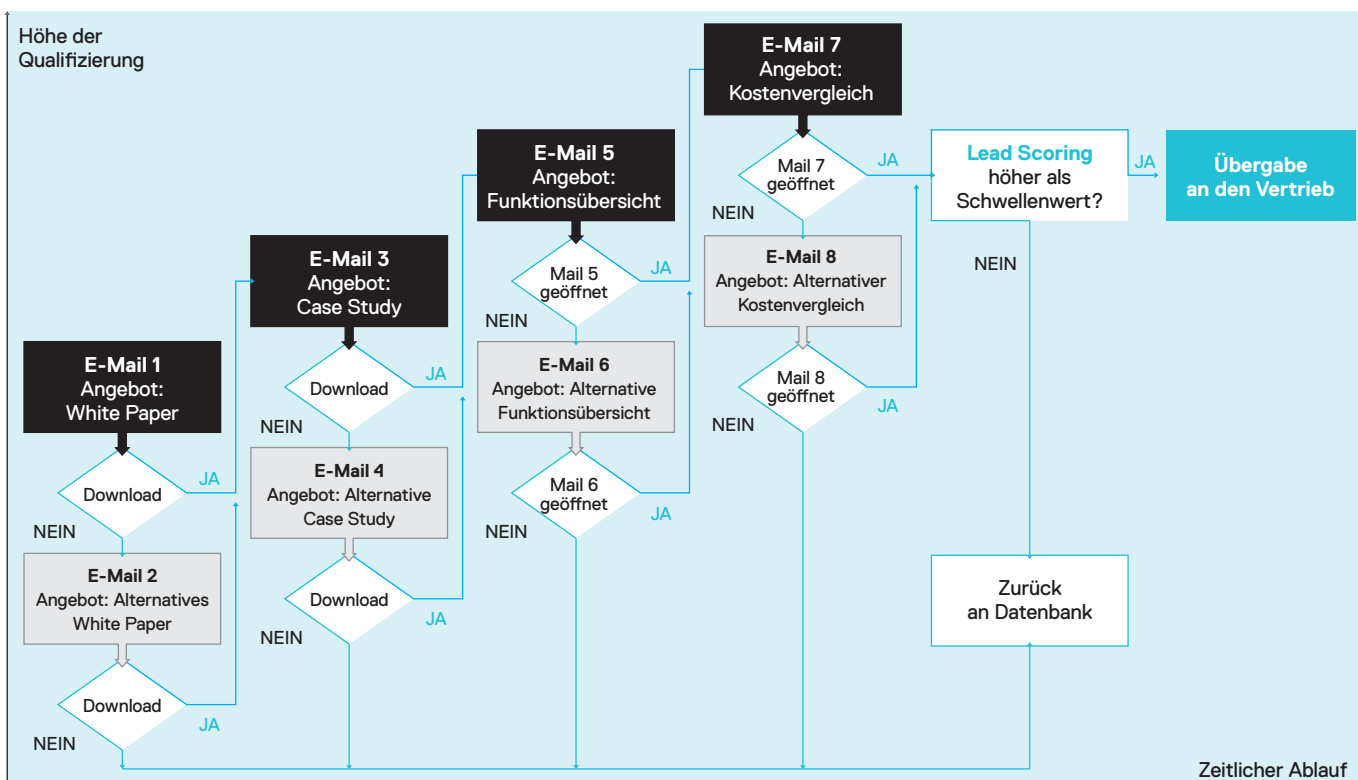 Höhe der
Qualifizierung
E-Mail 1
Angebot:
White Paper
Download
JA
NEIN
E-Mail 2
Angebot: Alternatives
White Paper
Download
JA
NEIN
E-Mail 3
Angebot:
Case Study
Download
JA
NEIN
E-Mail 4
Angebot: Alternative
Case Study
Download
JA
NEIN
E-Mail 5
Angebot:
Funktionsübersicht
Mail 5
geöffnet
JA
NEIN
E-Mail 6
Angebot: Alternative
Funktionsübersicht
Mail 6
geöffnet
JA
NEIN
E-Mail 7
Angebot:
Kostenvergleich
Mail 7
geöffnet
JA
NEIN
E-Mail 8
Angebot: Alternativer
Kostenvergleich
Mail 8
geöffnet
JA
NEIN
Lead Scoring
höher als
Schwellenwert?
JA
NEIN
Übergabe
an den Vertrieb
Zurück
an Datenbank
Zeitlicher Ablauf